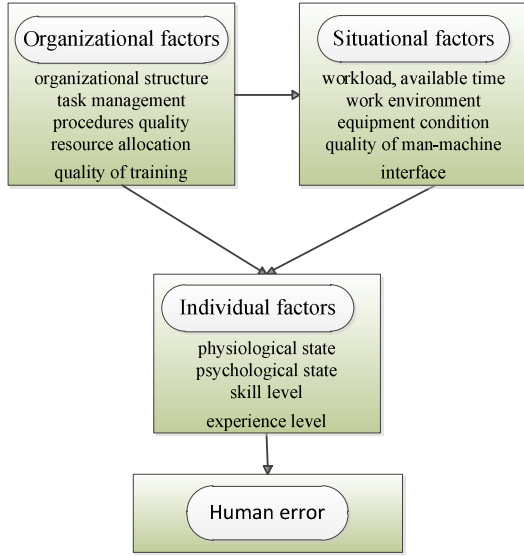 Organizational factors
organizational structure
task management
procedures quality
resource allocation
quality of training
Situational factors
workload, available time
work environment
equipment condition
quality of man-machine
interface
Individual factors
physiological state
psychological state
skill level
experience level
Human error